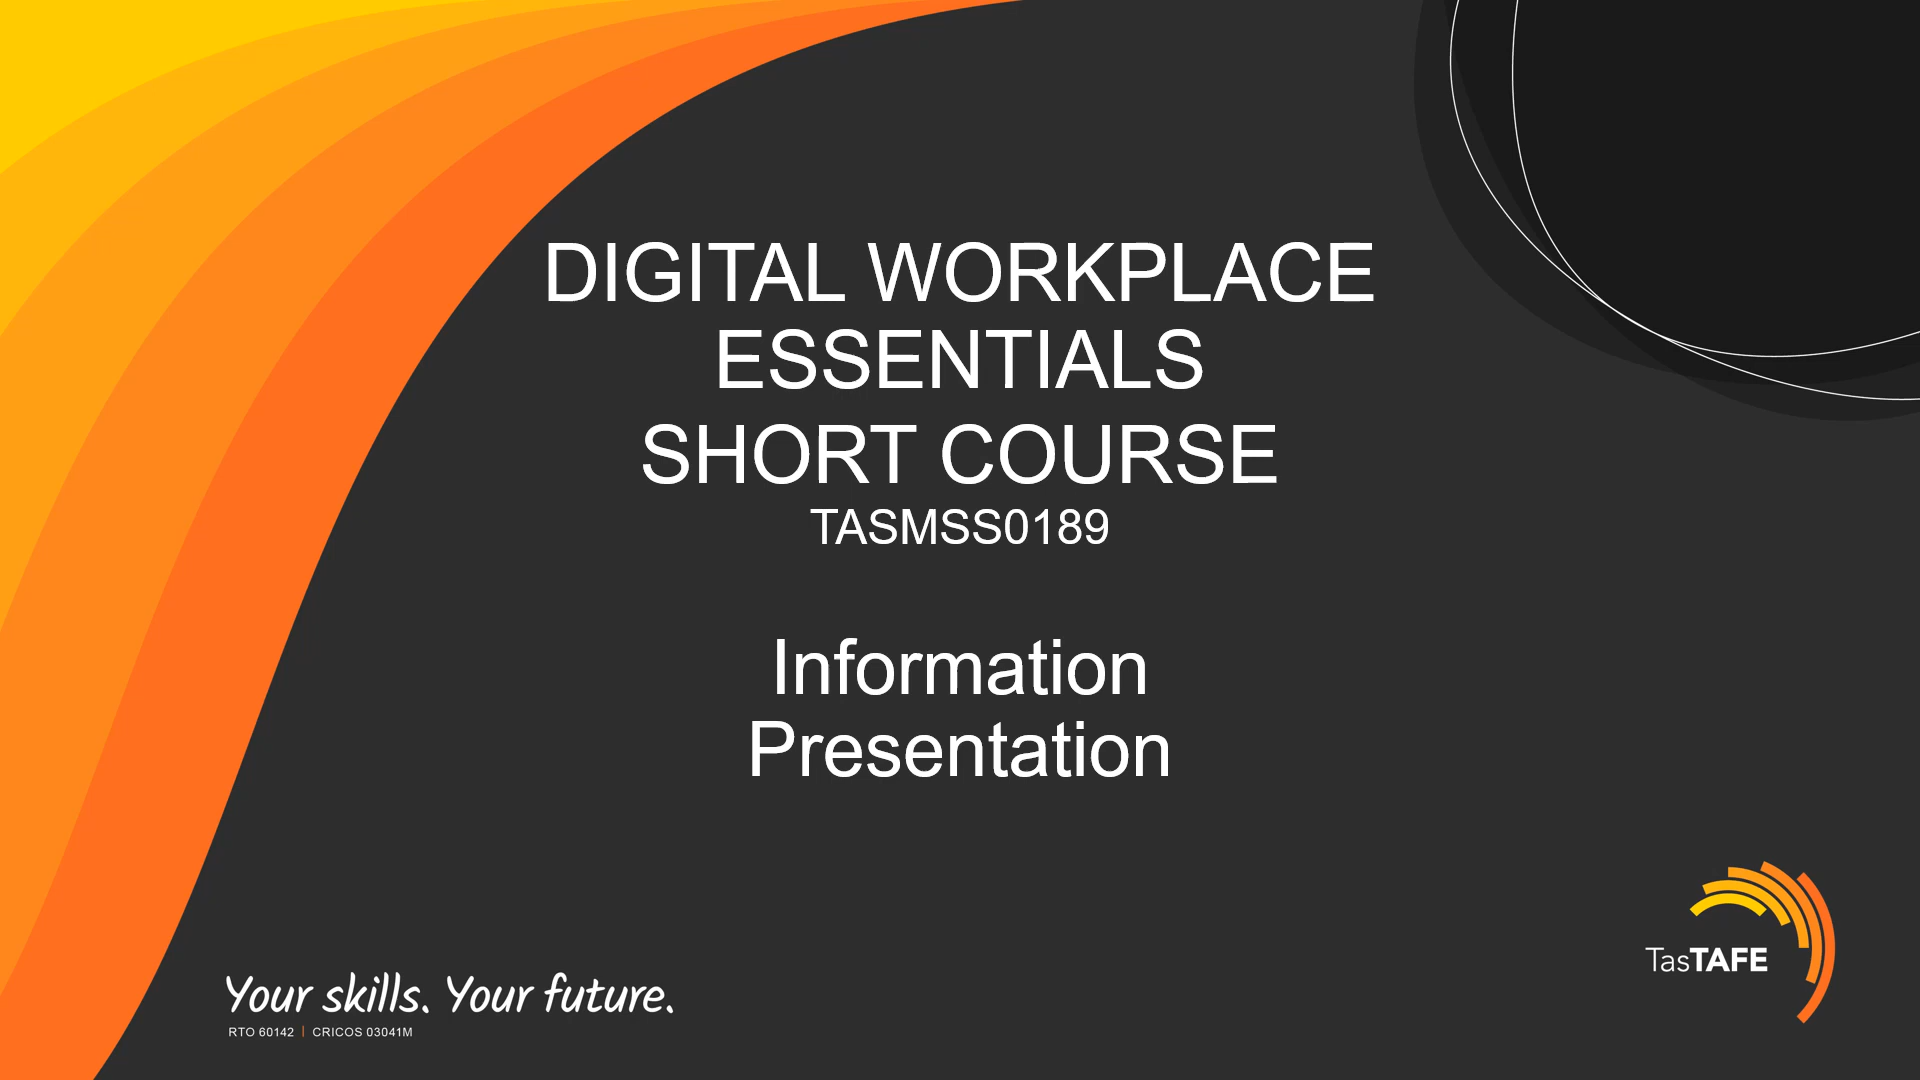 DIGITAL WORKPLACE
ESSENTIALS
SHORT COURSE
TASMSS0189
Information
Presentation
Your skills. Your future.
RTO 60142 | CRICOS 03041M
TasTAFE